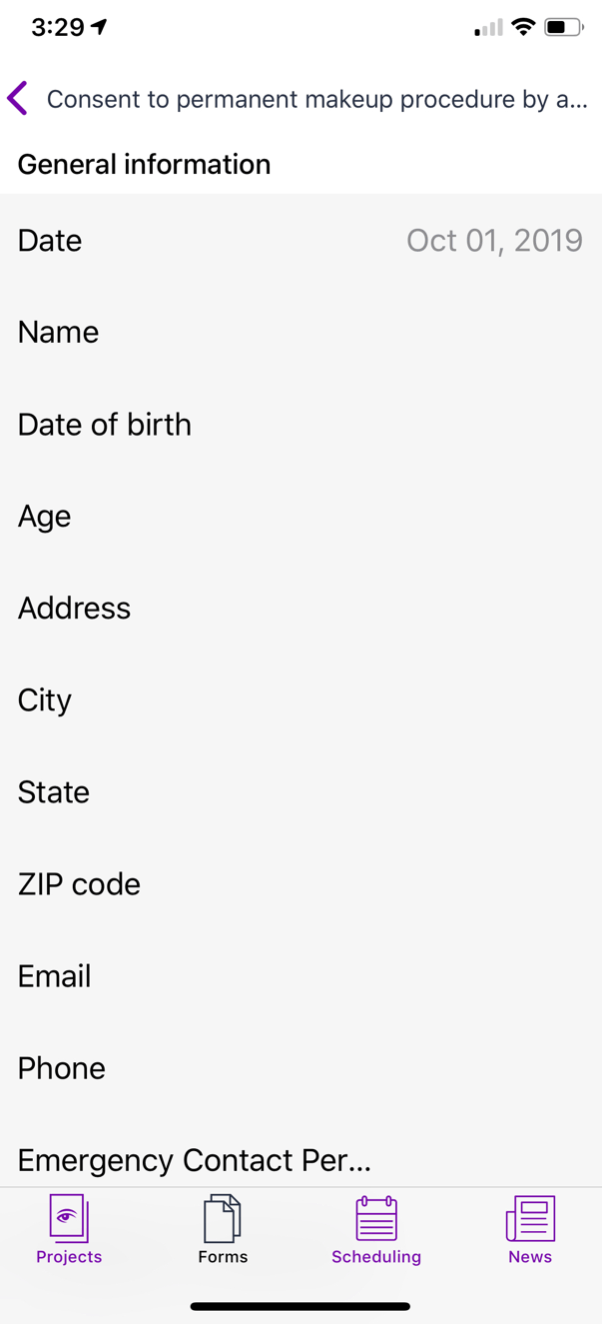 3:29
Consent to permanent makeup procedure by a...
General information
Date Oct 01, 2019
Name
Date of birth
Age
Address
City
State
ZIP code
Email
Phone
Emergency Contact Per...
Projects Forms Scheduling News